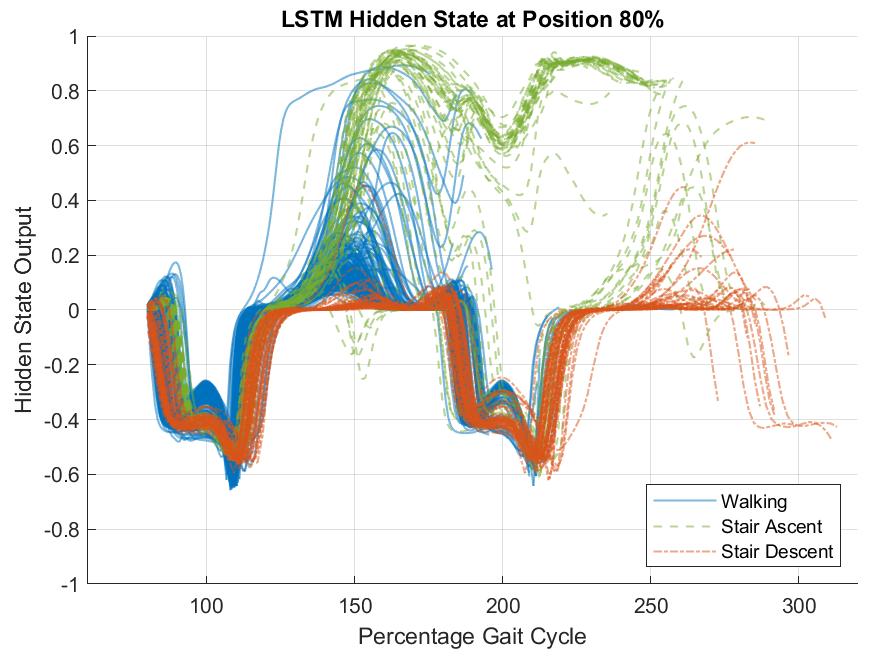 LSTM Hidden State at Position 80%
1
0.8
0.6
0.4
0.2
0
-0.2
-0.4
-0.6
-0.8
-1
Hidden State Output
100
150
200
250
300
Percentage Gait Cycle
Walking
Stair Ascent
Stair Descent